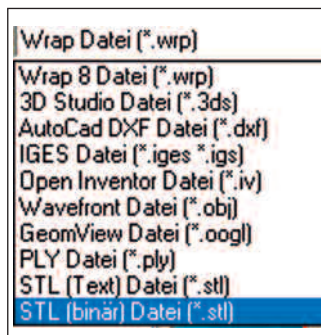 Wrap Datei (*.wrp)
Wrap 8 Datei (*.wrp)
3D Studio Datei (*.3ds)
AutoCad DXF Datei (*.dxf)
IGES Datei (*.iges *.igs)
Open Inventor Datei (*.iv)
Wavefront Datei (*.obj)
GeomView Datei (*.oogl)
PLY Datei (*.ply)
STL (Text) Datei (*.stl)
STL (binär) Datei (*.stl)